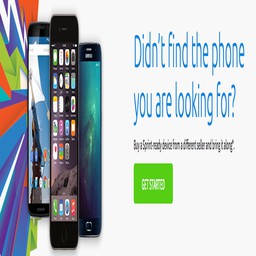 Didn't find the phone
you are looking for?
Buy a Sprint-ready device from a different seller and bring it along*.
GET STARTED